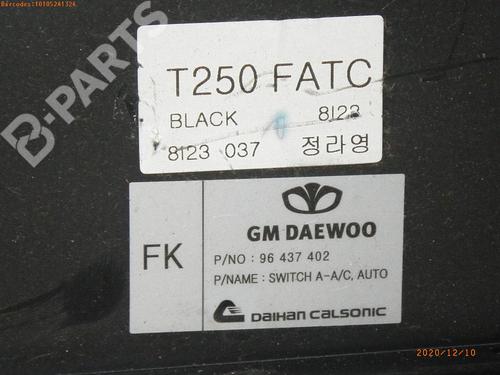 Barcodes:10105241324
B-PARTS
T250 FATC
BLACK 8123
8123 037 정라영
FK
GM DAEWOO
P/NO : 96 437 402
P/NAME : SWITCH A-A/C, AUTO
DAIHAN CALSONIC
2020/12/10